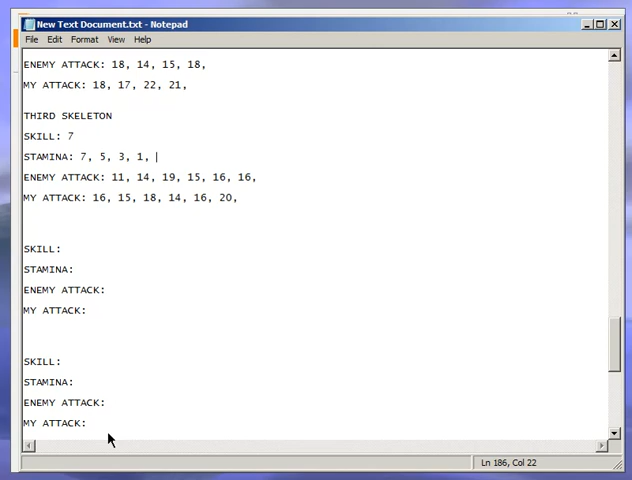 New Text Document.txt - Notepad
File Edit Format View Help
ENEMY ATTACK: 18, 14, 15, 18,
MY ATTACK: 18, 17, 22, 21,
THIRD SKELETON
SKILL: 7
STAMINA: 7, 5, 3, 1,
ENEMY ATTACK: 11, 14, 19, 15, 16, 16,
MY ATTACK: 16, 15, 18, 14, 16, 20,
SKILL:
STAMINA:
ENEMY ATTACK:
MY ATTACK:
SKILL:
STAMINA:
ENEMY ATTACK:
MY ATTACK:
Ln 186, Col 22